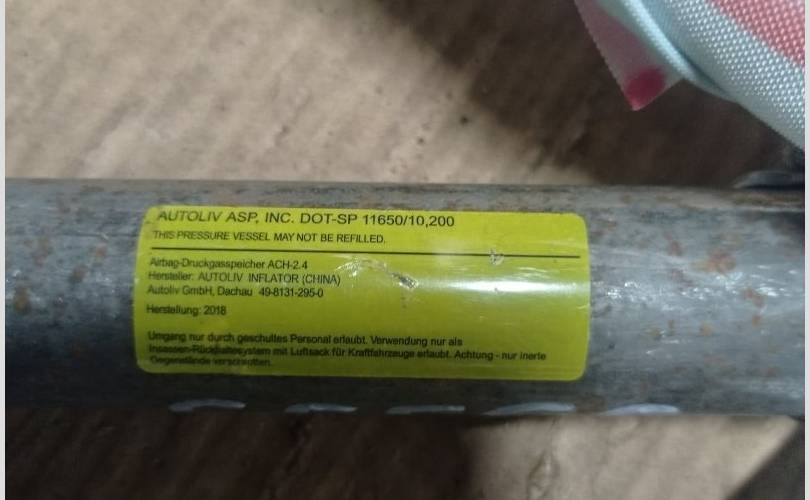 AUTOLIV ASP, INC. DOT-SP 11650/10,200
THIS PRESSURE VESSEL MAY NOT BE REFILLED.
Airbag-Druckgasspeicher ACH-2.4
Hersteller: AUTOLIV INFLATOR (CHINA)
Autoliv GmbH, Dachau 49-8131-295-0
Herstellung: 2018
Umgang nur durch geschultes Personal erlaubt. Verwendung nur als
Insassen-Rückhaltesystem mit Luftsack für Kraftfahrzeuge erlaubt. Achtung - nur inerte
Gegenstände verschrotten.